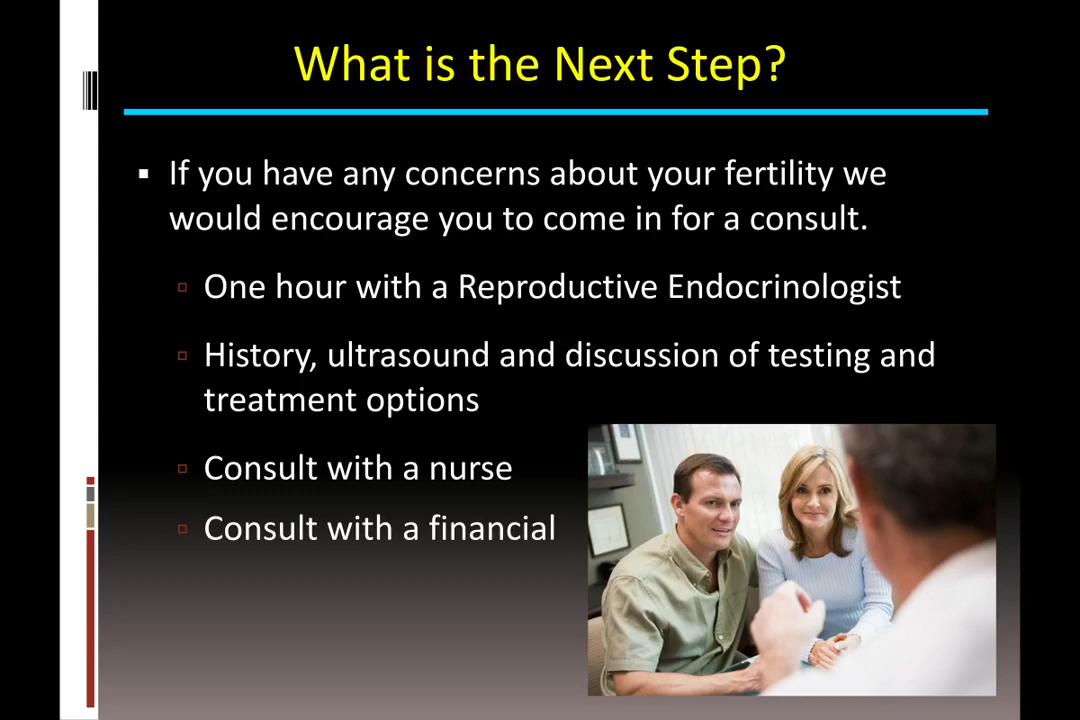 What is the Next Step?
If you have any concerns about your fertility we
would encourage you to come in for a consult.
One hour with a Reproductive Endocrinologist
History, ultrasound and discussion of testing and
treatment options
Consult with a nurse
Consult with a financial